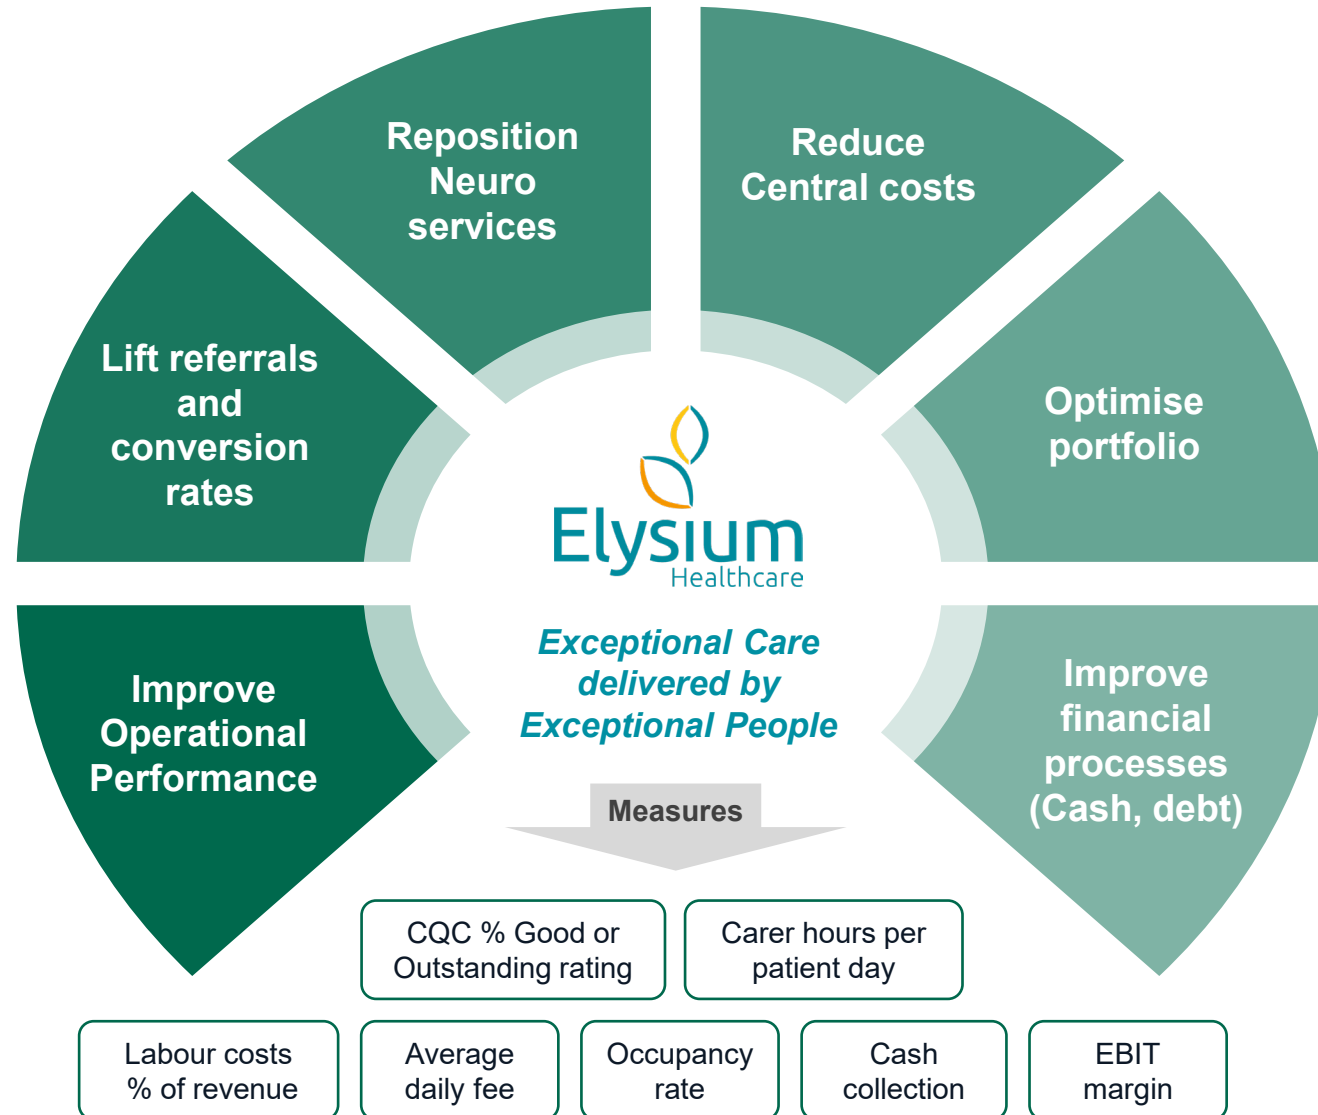 Reposition
Neuro
services
Reduce
Central costs
Lift referrals
and
conversion
rates
Optimise
portfolio
Elysium
Healthcare
Exceptional Care
delivered by
Exceptional People
Improve
Operational
Performance
Improve
financial
processes
(Cash, debt)
Measures
CQC % Good or
Outstanding rating
Carer hours per
patient day
Labour costs
% of revenue
Average
daily fee
Occupancy
rate
Cash
collection
EBIT
margin